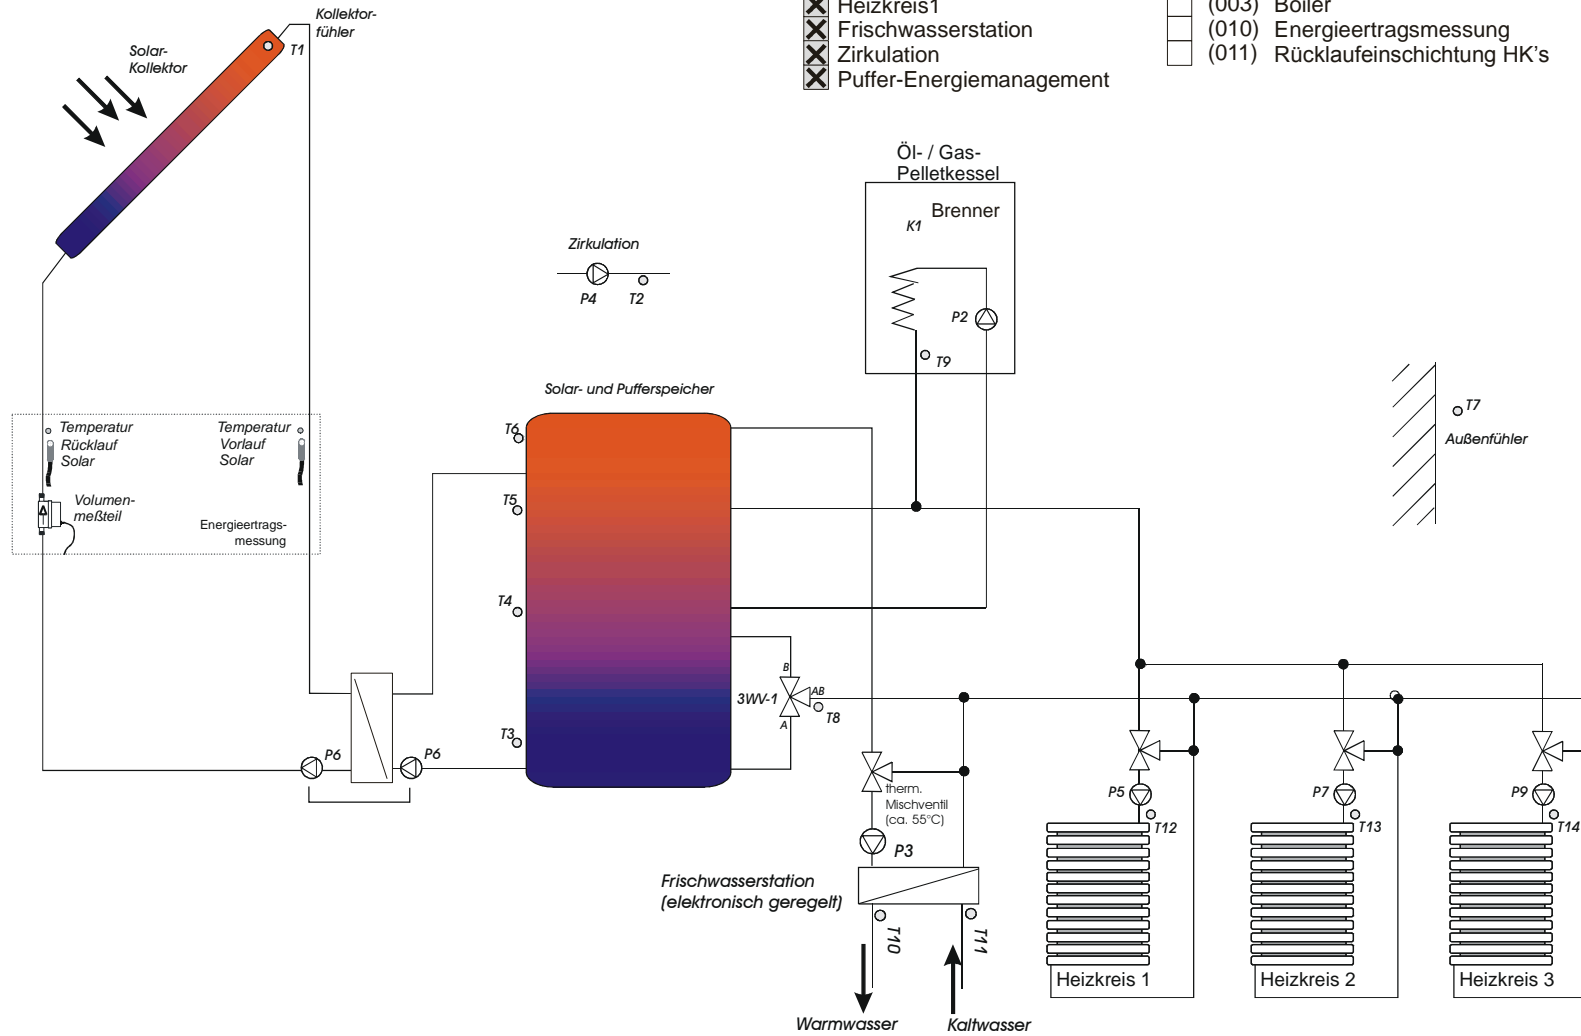 Kollektor-
fühler
T1
Solar-
Kollektor
Heizkreis1
Frischwasserstation
Zirkulation
Puffer-Energiemanagement
(003) Boiler
(010) Energieertragsmessung
(011) Rücklaufeinschichtung HK's
Öl- / Gas-
Pelletkessel
Brenner
K1
P2
T9
Zirkulation
P4
T2
Solar- und Pufferspeicher
T6
T5
T4
T3
T7
Außenfühler
Temperatur
Rücklauf
Solar
Temperatur
Vorlauf
Solar
Volumen-
meßteil
Energieertrags-
messung
P6
P6
B
3WV-1
AB
A
T8
therm.
Mischventil
(ca. 55°C)
P3
Frischwasserstation
(elektronisch geregelt)
T10
T11
Warmwasser
Kaltwasser
P5
T12
Heizkreis 1
P7
T13
Heizkreis 2
P9
T14
Heizkreis 3